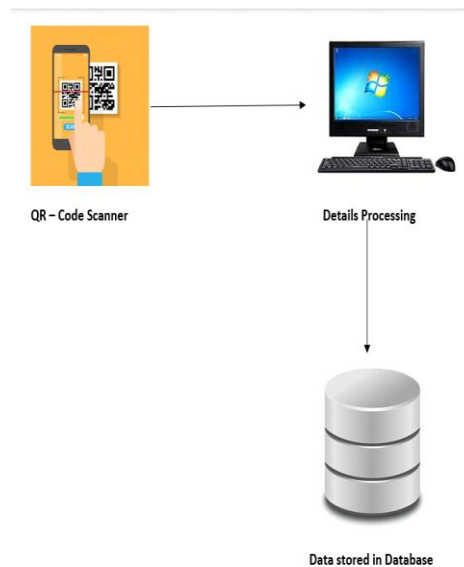 QR – Code Scanner
Details Processing
Data stored in Database